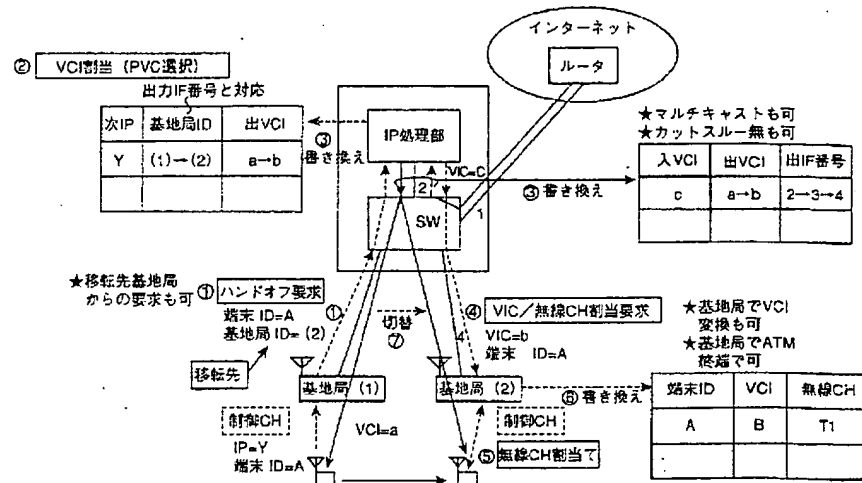 インターネット
ルータ
② VCI割当 (PVC選択)
出力IF番号と対応
次IP 基地局ID 出VCI
Y (1)→(2) a→b
③
書き換え
IP処理部
VIC=C
2
SW
1
③書き換え
★マルチキャストも可
★カットスルー無も可
入VCI 出VCI 出IF番号
c a→b 2→3→4
★移転先基地局
からの要求も可
① ハンドオフ要求
端末 ID=A
基地局ID=(2)
移転先
①
切替
⑦
④ VIC/無線CH割当要求
VIC=b
端末 ID=A
4
★基地局でVCI
変換も可
★基地局でATM
終端で可
基地局 (1)
基地局 (2)
⑥ 書き換え
端末ID VCI 無線CH
A B T1
制御CH
IP=Y
端末 ID=A
VCI=a
制御CH
⑤ 無線CH割当て